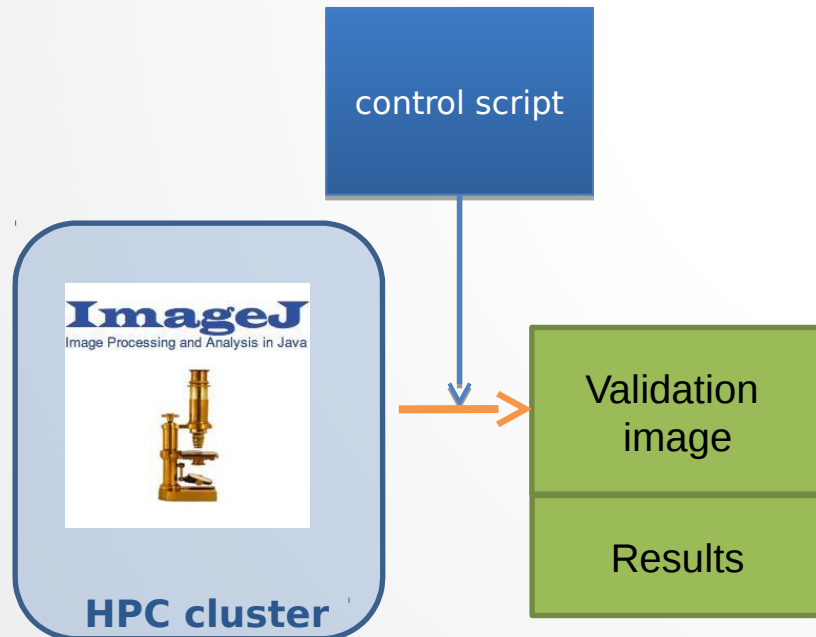 control script
ImageJ
Image Processing and Analysis in Java
HPC cluster
Validation
image
Results